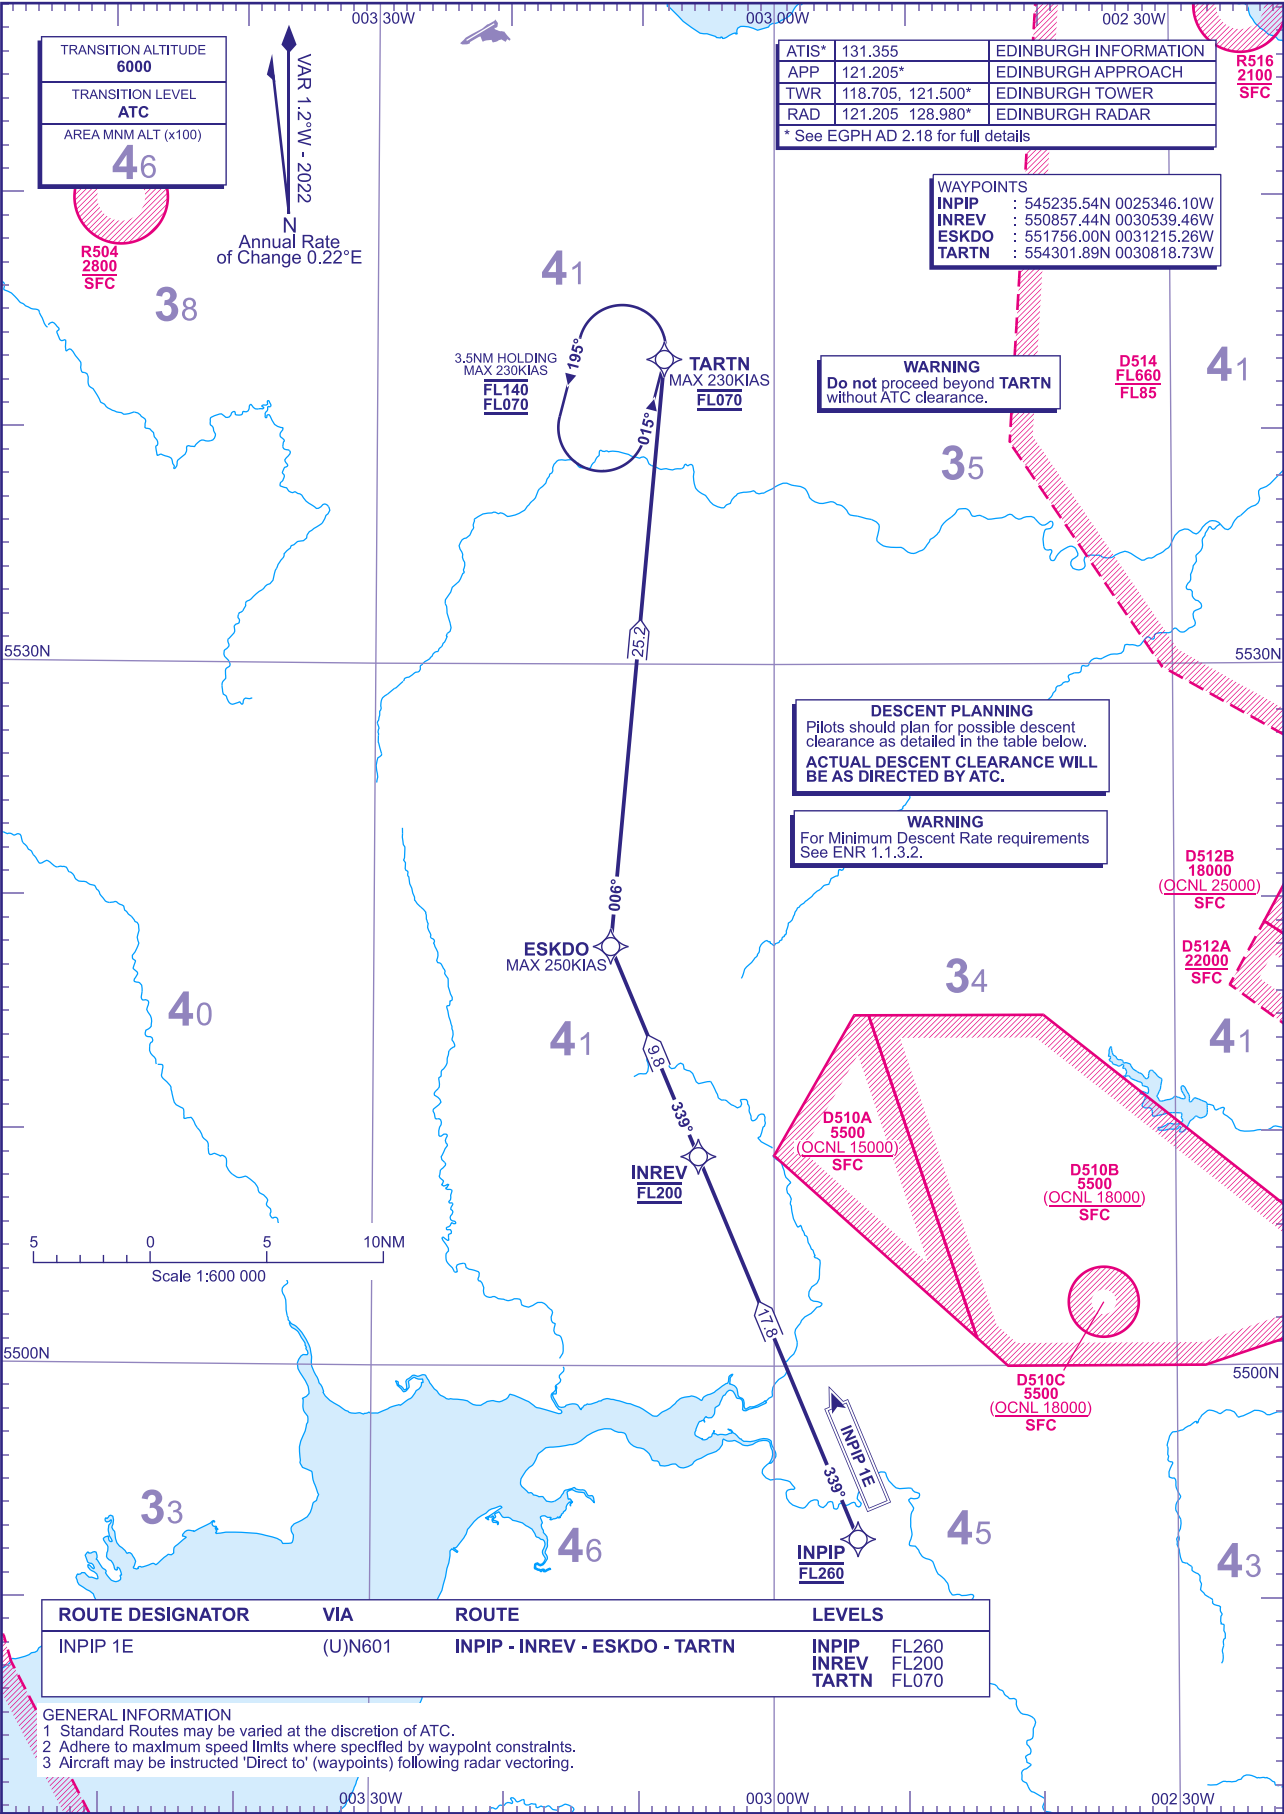 003 30W
003 00W
002 30W
TRANSITION ALTITUDE
6000
TRANSITION LEVEL
ATC
AREA MNM ALT (x100)
46
VAR 1.2°W - 2022
N
Annual Rate
of Change 0.22°E
ATIS* 131.355 EDINBURGH INFORMATION
APP 121.205* EDINBURGH APPROACH
TWR 118.705, 121.500* EDINBURGH TOWER
RAD 121.205 128.980* EDINBURGH RADAR
* See EGPH AD 2.18 for full details
R516
2100
SFC
WAYPOINTS
INPIP : 545235.54N 0025346.10W
INREV : 550857.44N 0030539.46W
ESKDO : 551756.00N 0031215.26W
TARTN : 554301.89N 0030818.73W
R504
2800
SFC
38
41
3.5NM HOLDING
MAX 230KIAS
FL140
FL070
195°
015°
TARTN
MAX 230KIAS
FL070
WARNING
Do not proceed beyond TARTN
without ATC clearance.
D514
FL660
FL85
41
35
25.2
5530N
5530N
DESCENT PLANNING
Pilots should plan for possible descent
clearance as detailed in the table below.
ACTUAL DESCENT CLEARANCE WILL
BE AS DIRECTED BY ATC.
WARNING
For Minimum Descent Rate requirements
See ENR 1.1.3.2.
D512B
18000
(OCNL 25000)
SFC
006°
ESKDO
MAX 250KIAS
D512A
22000
SFC
34
40
41
41
9.8
339°
INREV
FL200
D510A
5500
(OCNL 15000)
SFC
D510B
5500
(OCNL 18000)
SFC
5 0 5 10NM
Scale 1:600 000
17.8
5500N
5500N
D510C
5500
(OCNL 18000)
SFC
INPIP 1E
339°
33
46
45
43
INPIP
FL260
ROUTE DESIGNATOR VIA ROUTE LEVELS
INPIP 1E (U)N601 INPIP - INREV - ESKDO - TARTN INPIP FL260
INREV FL200
TARTN FL070
GENERAL INFORMATION
1 Standard Routes may be varied at the discretion of ATC.
2 Adhere to maximum speed limits where specified by waypoint constraints.
3 Aircraft may be instructed 'Direct to' (waypoints) following radar vectoring.
003 30W
003 00W
002 30W